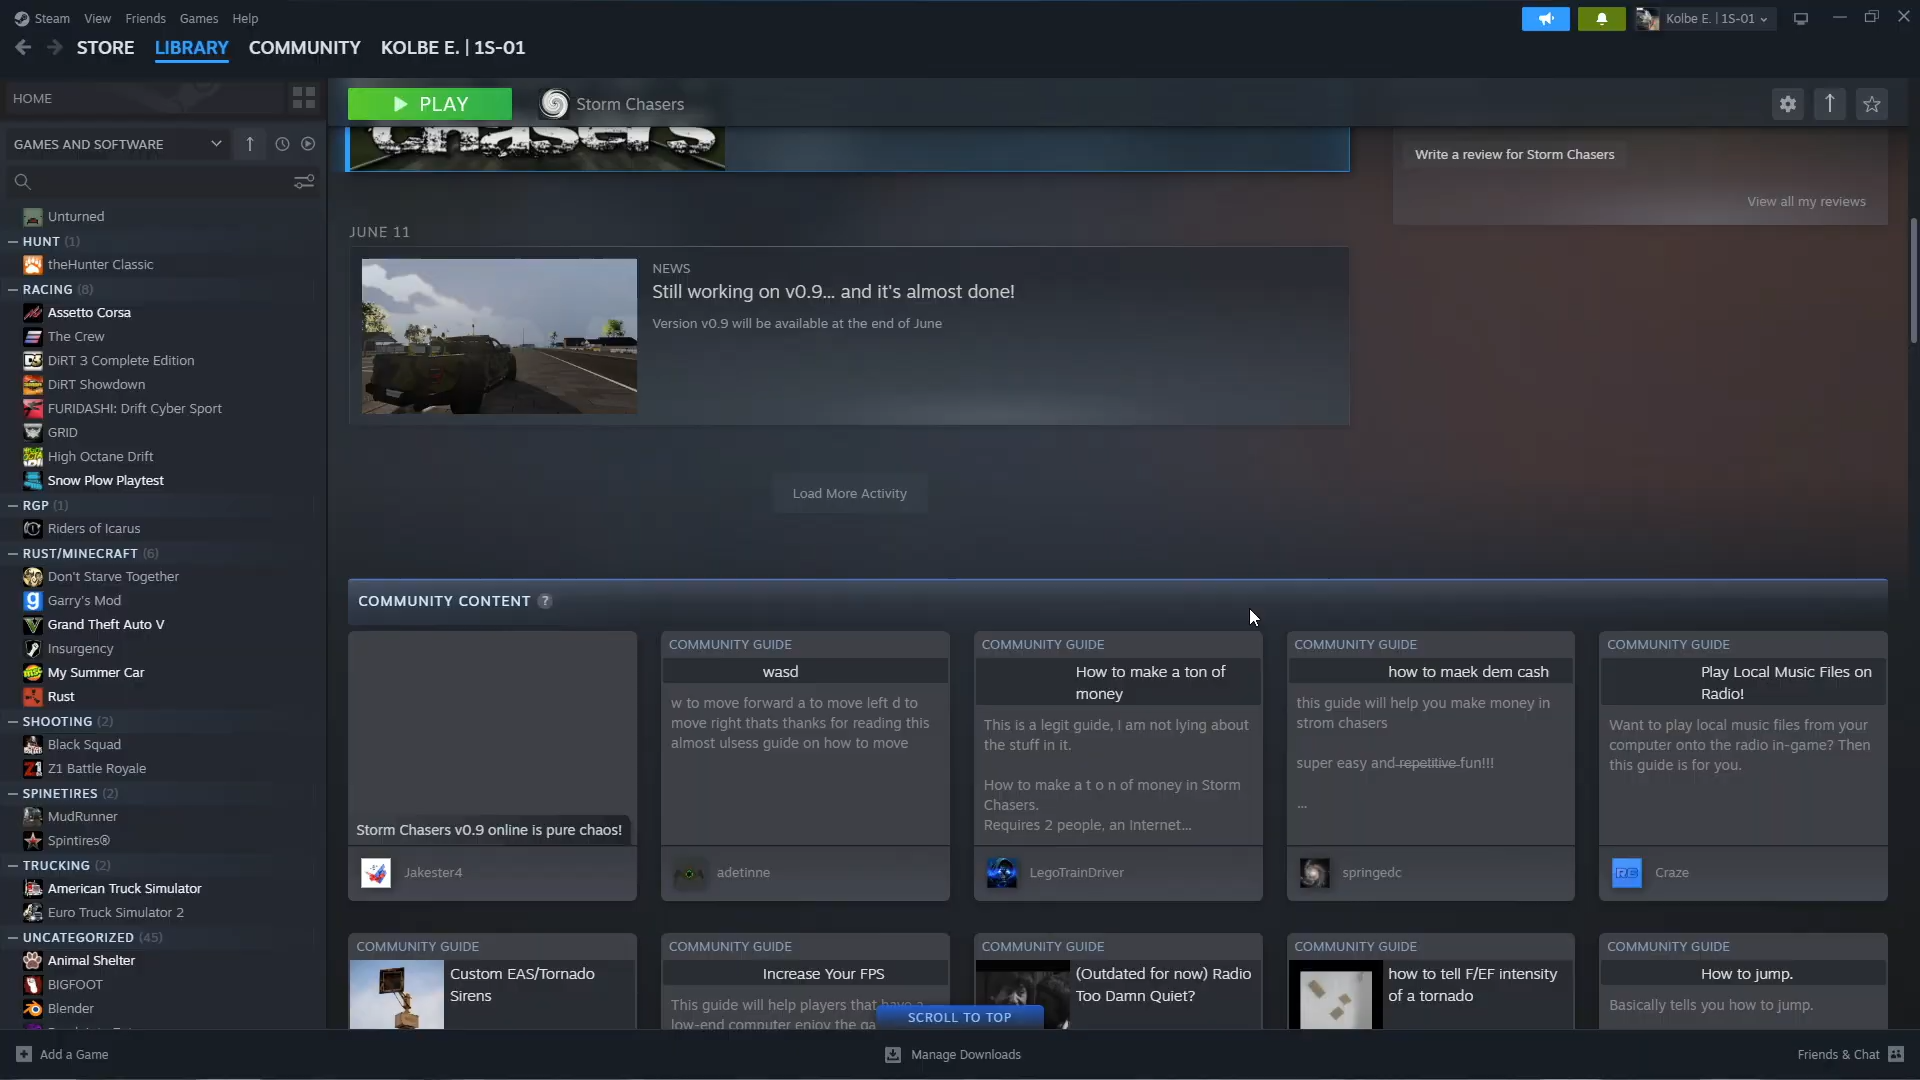 Steam View Friends Games Help
Kolbe E. | 1S-01
STORE LIBRARY COMMUNITY KOLBE E. | 1S-01
HOME
GAMES AND SOFTWARE
Unturned
HUNT (1)
theHunter Classic
RACING (8)
Assetto Corsa
The Crew
DiRT 3 Complete Edition
DiRT Showdown
FURIDASHI: Drift Cyber Sport
GRID
High Octane Drift
Snow Plow Playtest
RGP (1)
Riders of Icarus
RUST/MINECRAFT (6)
Don't Starve Together
Garry's Mod
Grand Theft Auto V
Insurgency
My Summer Car
Rust
SHOOTING (2)
Black Squad
Z1 Battle Royale
SPINETIRES (2)
MudRunner
Spintires®
TRUCKING (2)
American Truck Simulator
Euro Truck Simulator 2
UNCATEGORIZED (45)
Animal Shelter
BIGFOOT
Blender
PLAY
Storm Chasers
Chasers
Write a review for Storm Chasers
View all my reviews
JUNE 11
NEWS
Still working on v0.9... and it's almost done!
Version v0.9 will be available at the end of June
Load More Activity
COMMUNITY CONTENT ?
Storm Chasers v0.9 online is pure chaos!
Jakester4
COMMUNITY GUIDE
wasd
w to move forward a to move left d to
move right thats thanks for reading this
almost ulsess guide on how to move
adetinne
COMMUNITY GUIDE
How to make a ton of
money
This is a legit guide, I am not lying about
the stuff in it.
How to make a t o n of money in Storm
Chasers.
Requires 2 people, an Internet...
LegoTrainDriver
COMMUNITY GUIDE
how to maek dem cash
this guide will help you make money in
strom chasers
super easy and repetitive fun!!!
...
springedc
COMMUNITY GUIDE
Play Local Music Files on
Radio!
Want to play local music files from your
computer onto the radio in-game? Then
this guide is for you.
Craze
COMMUNITY GUIDE
Custom EAS/Tornado
Sirens
COMMUNITY GUIDE
Increase Your FPS
This guide will help players that have a
low-end computer enjoy the ga
COMMUNITY GUIDE
(Outdated for now) Radio
Too Damn Quiet?
COMMUNITY GUIDE
how to tell F/EF intensity
of a tornado
COMMUNITY GUIDE
How to jump.
Basically tells you how to jump.
SCROLL TO TOP
Add a Game
Manage Downloads
Friends & Chat